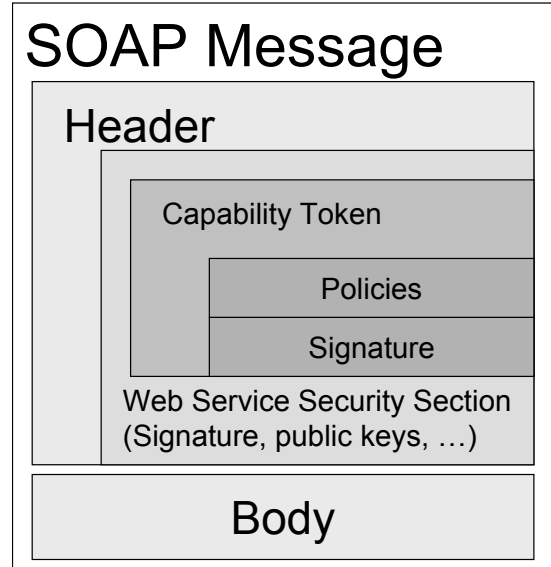 SOAP Message
Header
Capability Token
Policies
Signature
Web Service Security Section
(Signature, public keys, …)
Body